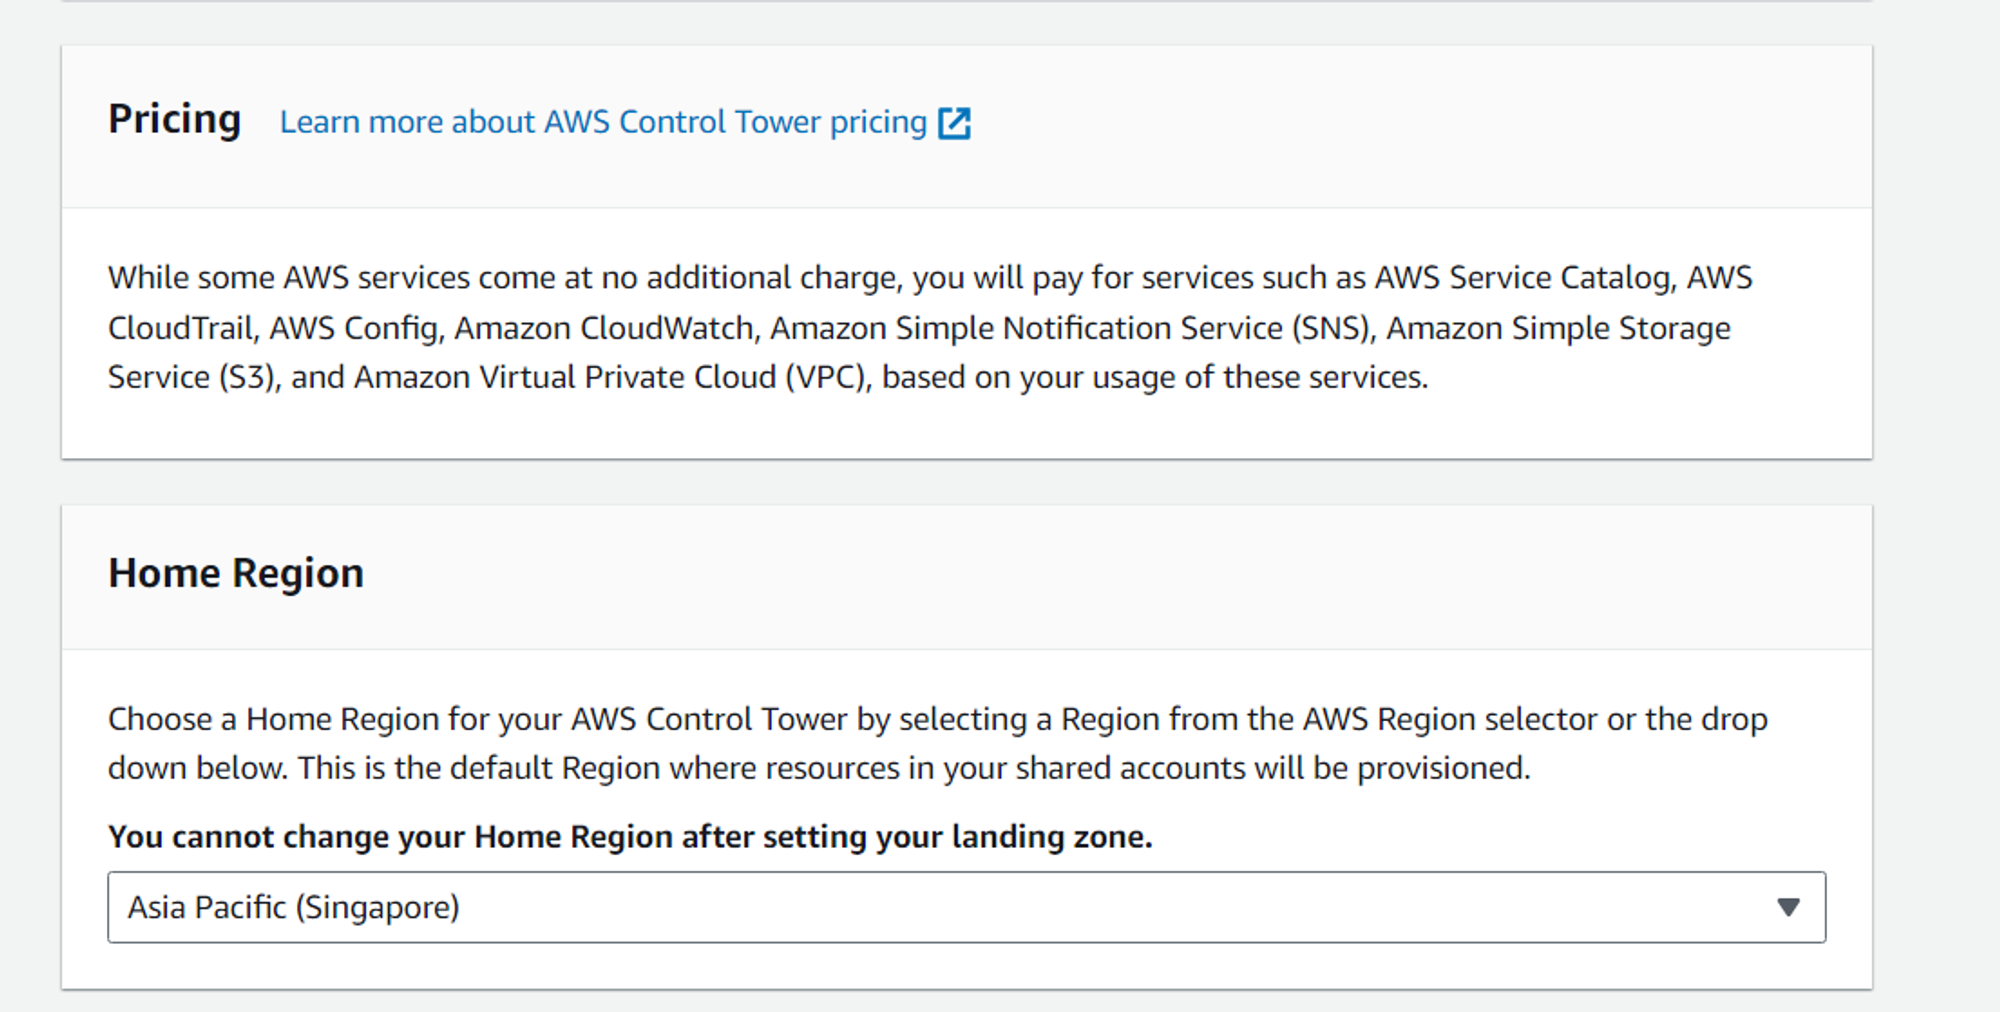 Pricing Learn more about AWS Control Tower pricing
While some AWS services come at no additional charge, you will pay for services such as AWS Service Catalog, AWS
CloudTrail, AWS Config, Amazon CloudWatch, Amazon Simple Notification Service (SNS), Amazon Simple Storage
Service (S3), and Amazon Virtual Private Cloud (VPC), based on your usage of these services.
Home Region
Choose a Home Region for your AWS Control Tower by selecting a Region from the AWS Region selector or the drop
down below. This is the default Region where resources in your shared accounts will be provisioned.
You cannot change your Home Region after setting your landing zone.
Asia Pacific (Singapore)